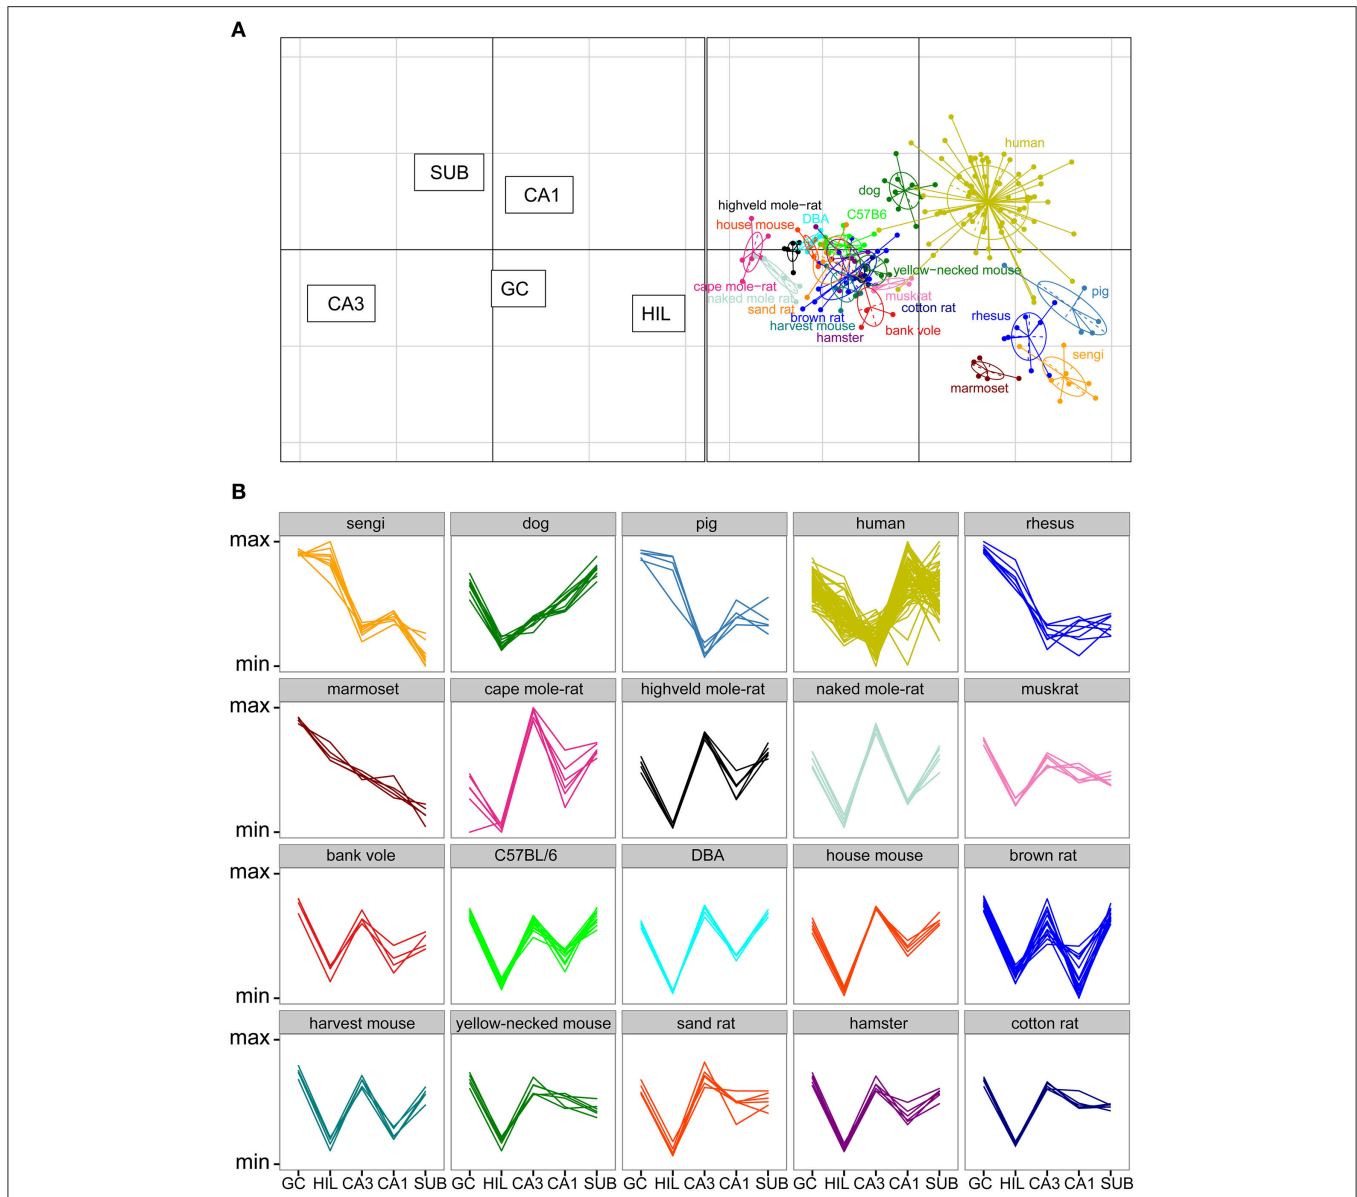 A
SUB
CA1
CA3
GC
HIL
human
dog
highveld mole-rat
house mouse
DBA
C57B6
yellow-necked mouse
cape mole-rat
naked mole rat
muskrat
sand rat
cotton rat
brown rat
harvest mouse
bank vole
hamster
pig
rhesus
sengi
marmoset
B
sengi dog pig human rhesus
max
min
marmoset cape mole-rat highveld mole-rat naked mole-rat muskrat
max
min
bank vole C57BL/6 DBA house mouse brown rat
max
min
harvest mouse yellow-necked mouse sand rat hamster cotton rat
max
min
GC HIL CA3 CA1 SUB GC HIL CA3 CA1 SUB GC HIL CA3 CA1 SUB GC HIL CA3 CA1 SUB GC HIL CA3 CA1 SUB